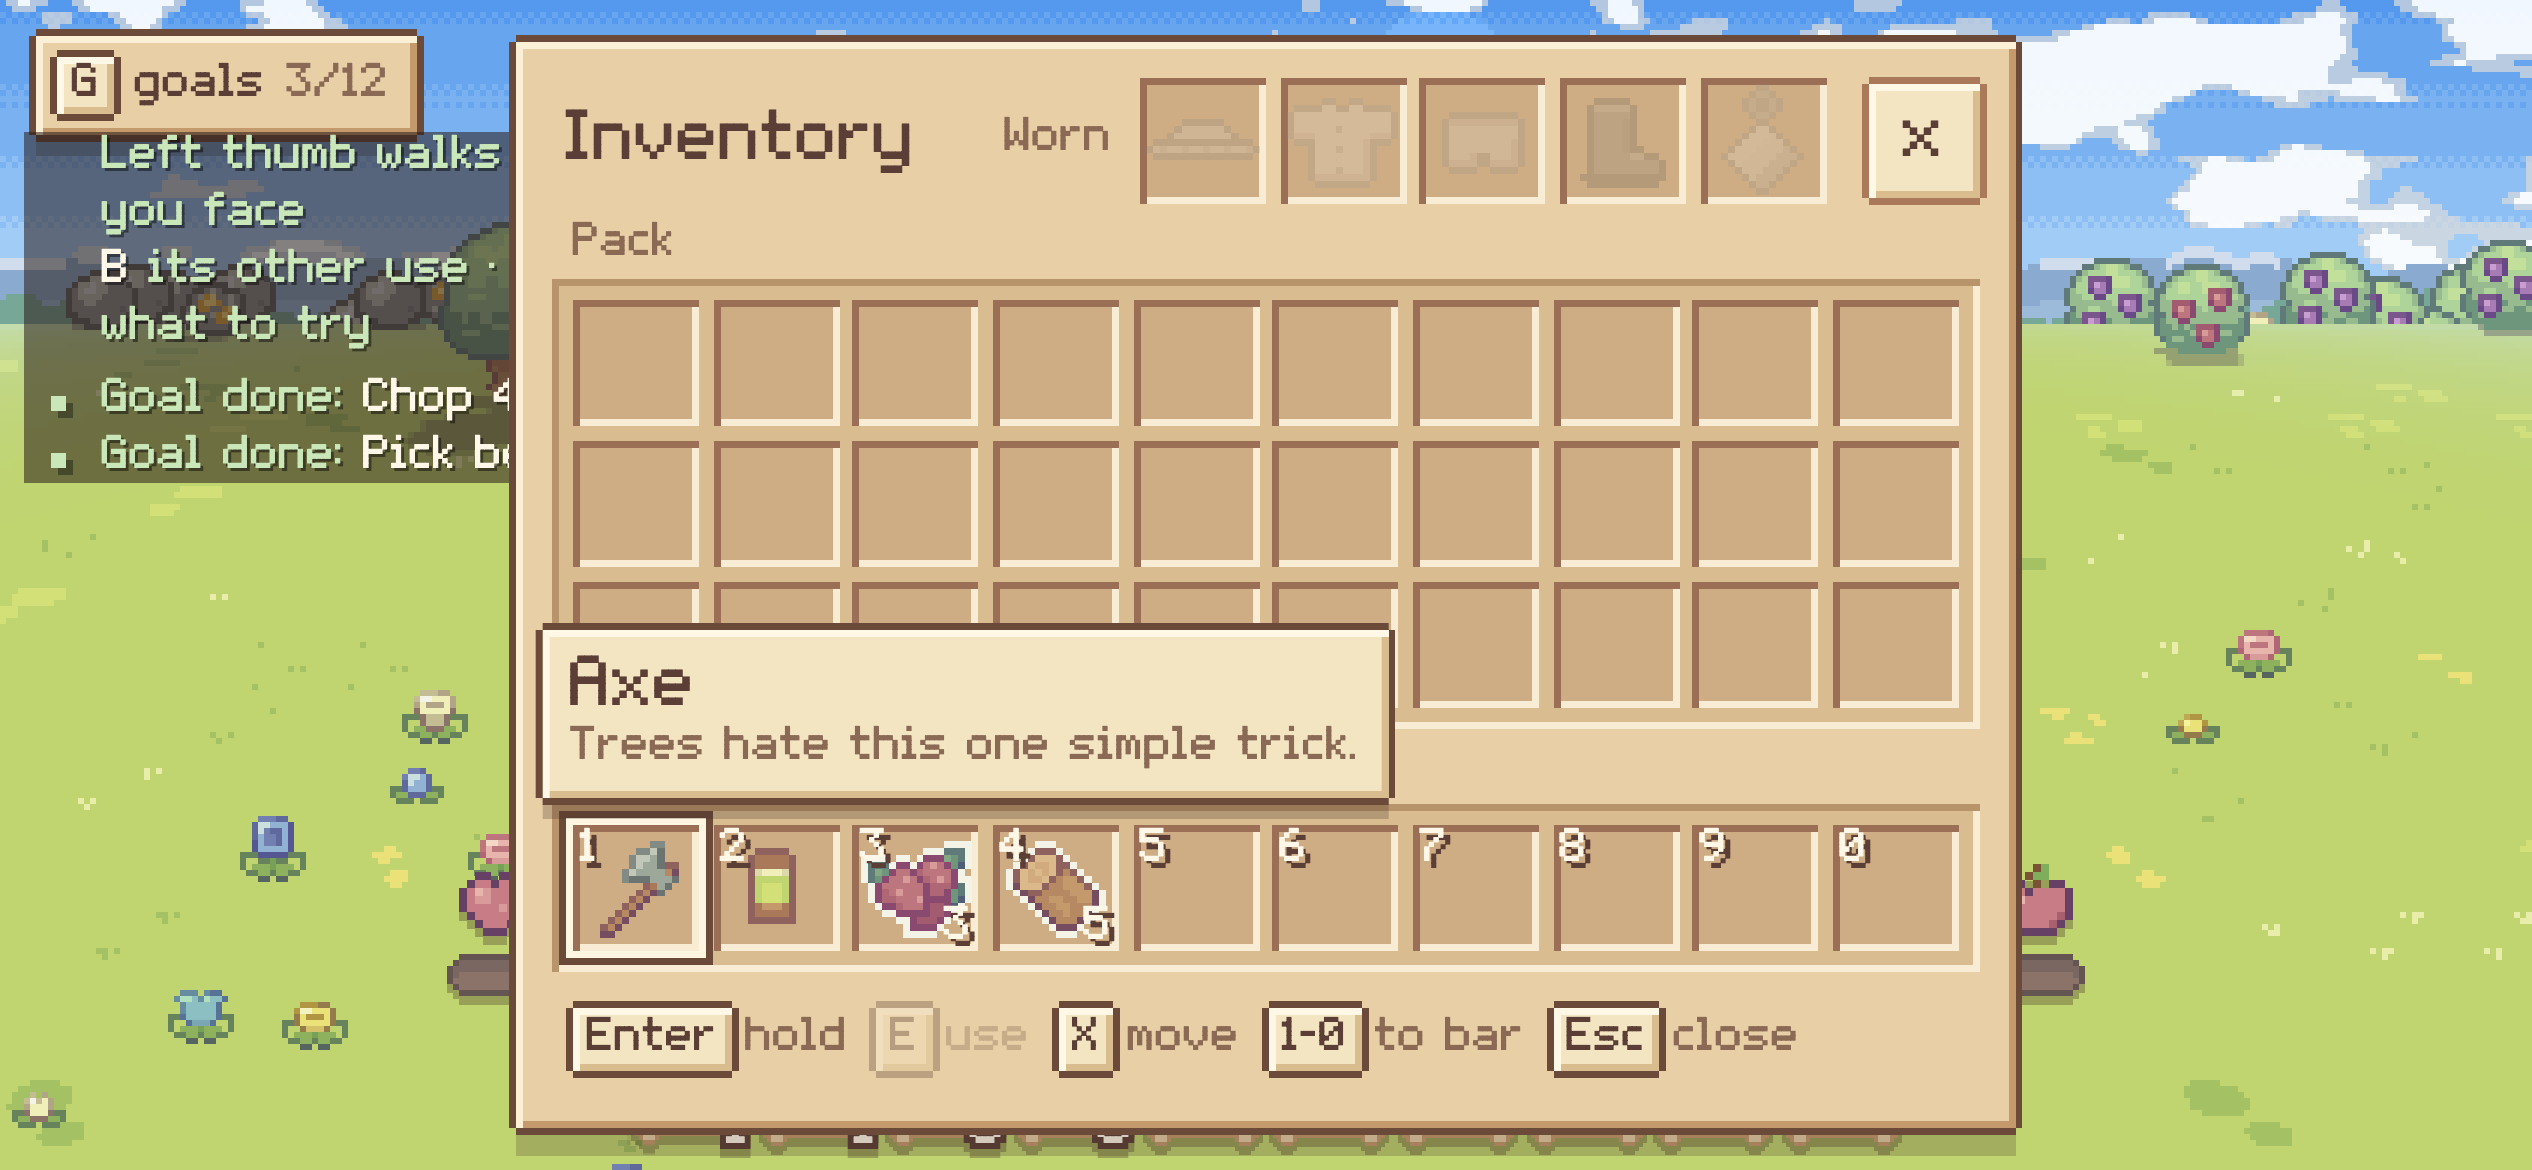 G goals 3/12
Left thumb walks
you face
B its other use ·
what to try
Goal done: Chop 4
Goal done: Pick be
Inventory
Worn
X
Pack
Axe
Trees hate this one simple trick.
1 2 3 4 5 6 7 8 9 0
3 5
Enter hold E use X move 1-0 to bar Esc close